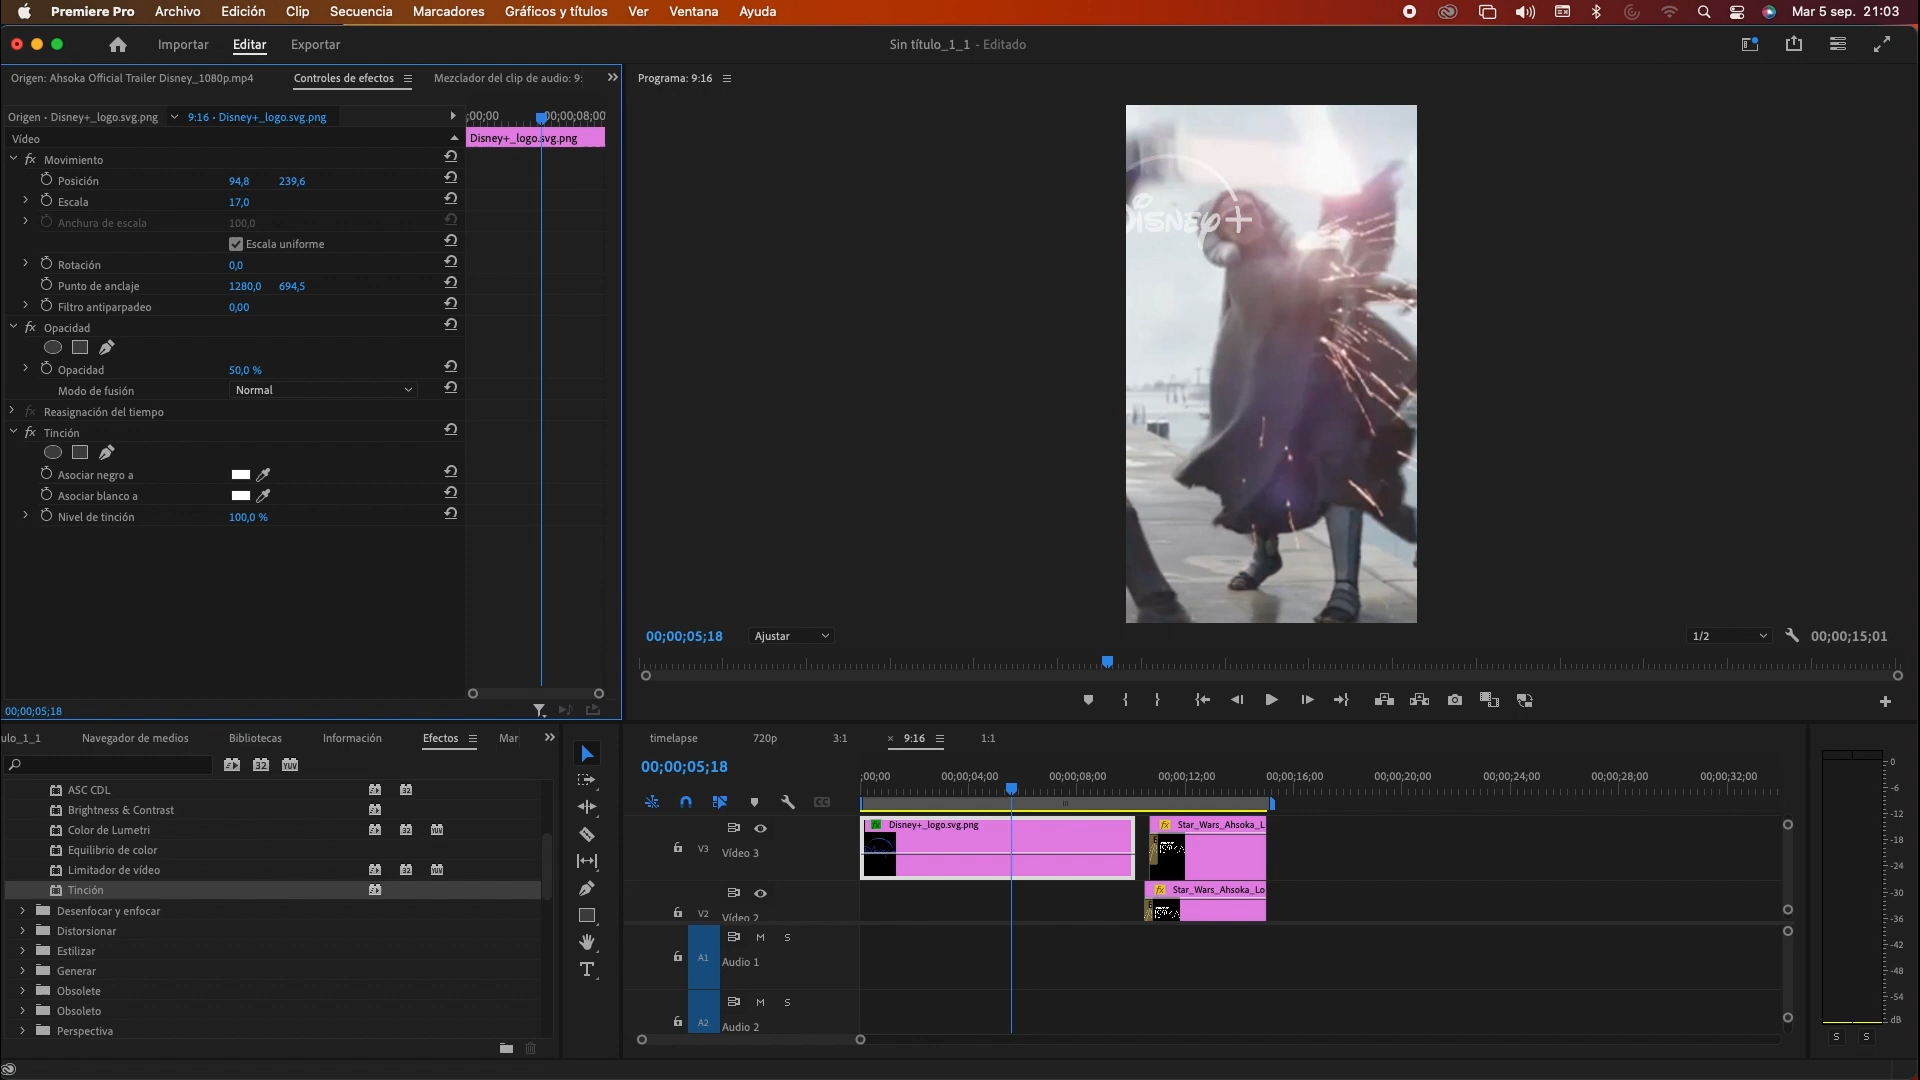 Premiere Pro Archivo Edición Clip Secuencia Marcadores Gráficos y títulos Ver Ventana Ayuda Mar 5 sep. 21:03
Importar Editar Exportar Sin título_1_1 - Editado
Origen: Ahsoka Official Trailer Disney_1080p.mp4 Controles de efectos Mezclador del clip de audio: 9: Programa: 9:16
Origen • Disney+_logo.svg.png 9:16 • Disney+_logo.svg.png ;00;00 00;00;08;00
Vídeo Disney+_logo.svg.png
fx Movimiento
Posición 94,8 239,6
Escala 17,0
Anchura de escala 100,0
Escala uniforme
Rotación 0,0
Punto de anclaje 1280,0 694,5
Filtro antiparpadeo 0,00
fx Opacidad
Opacidad 50,0 %
Modo de fusión Normal
fx Reasignación del tiempo
fx Tinción
Asociar negro a
Asociar blanco a
Nivel de tinción 100,0 %
00;00;05;18
Disney+
00;00;05;18 Ajustar 1/2 00;00;15;01
ulo_1_1 Navegador de medios Bibliotecas Información Efectos Mar
32 YUV
ASC CDL
Brightness & Contrast
Color de Lumetri
Equilibrio de color
Limitador de vídeo
Tinción
Desenfocar y enfocar
Distorsionar
Estilizar
Generar
Obsolete
Obsoleto
Perspectiva
timelapse 720p 3:1 × 9:16 1:1
00;00;05;18
;00;00 00;00;04;00 00;00;08;00 00;00;12;00 00;00;16;00 00;00;20;00 00;00;24;00 00;00;28;00 00;00;32;00
CC
fx Disney+_logo.svg.png fx Star_Wars_Ahsoka_L
V3 Vídeo 3
fx Star_Wars_Ahsoka_Lo
V2 Vídeo 2
M S
A1 Audio 1
M S
A2 Audio 2
0
-6
-12
-18
-24
-30
-36
-42
-48
-54
dB
S S